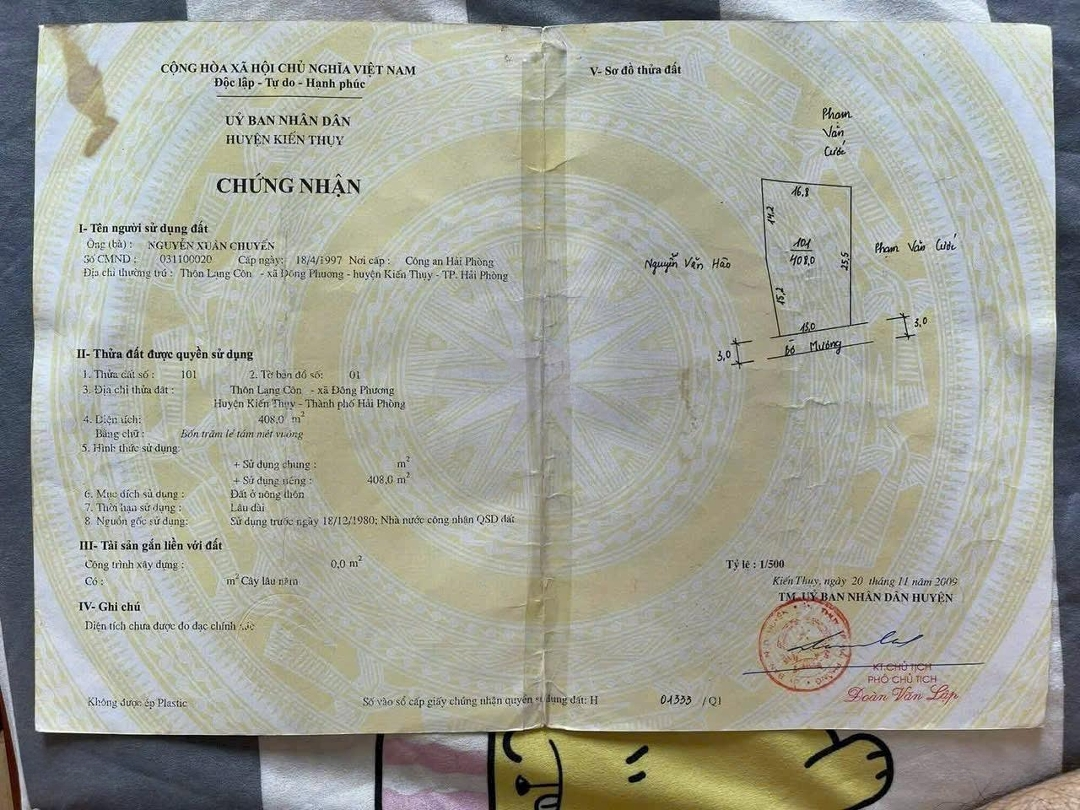 CỘNG HÒA XÃ HỘI CHỦ NGHĨA VIỆT NAM
Độc lập - Tự do - Hạnh phúc
UỶ BAN NHÂN DÂN
HUYỆN KIẾN THỤY
CHỨNG NHẬN
I- Tên người sử dụng đất
Ông (bà) : NGUYỄN XUÂN CHUYỂN
Số CMND : 031100020 Cấp ngày: 18/4/1997 Nơi cấp : Công an Hải Phòng
Địa chỉ thường trú : Thôn Lạng Côn - xã Đông Phương - huyện Kiến Thụy - TP. Hải Phòng
II- Thửa đất được quyền sử dụng
1. Thửa đất số : 101 2. Tờ bản đồ số: 01
3. Địa chỉ thửa đất : Thôn Lạng Côn - xã Đông Phương
Huyện Kiến Thụy - Thành phố Hải Phòng
4. Diện tích: 408,0 m²
Bằng chữ : Bốn trăm lẻ tám mét vuông
5. Hình thức sử dụng:
+ Sử dụng chung : m²
+ Sử dụng riêng : 408,0 m²
6. Mục đích sử dụng : Đất ở nông thôn
7. Thời hạn sử dụng : Lâu dài
8. Nguồn gốc sử dụng: Sử dụng trước ngày 18/12/1980; Nhà nước công nhận QSD đất
III- Tài sản gắn liền với đất
Công trình xây dựng : 0,0 m²
Có : m² Cây lâu năm
IV- Ghi chú
Diện tích chưa được đo đạc chính xác
Không được ép Plastic
Số vào sổ cấp giấy chứng nhận quyền sử dụng đất: H 01333 /Q1
V- Sơ đồ thửa đất
Phạm
Văn
Cước
16,8
14,2
101
408,0
25,5
Phạm Văn Cước
Nguyễn Văn Hào
15,2
13,0
3,0
Bờ Mương
3,0
Tỷ lệ : 1/500
Kiến Thụy, ngày 20 tháng 11 năm 2009
TM. UỶ BAN NHÂN DÂN HUYỆN
KT.CHỦ TỊCH
PHÓ CHỦ TỊCH
Đoàn Văn Lập